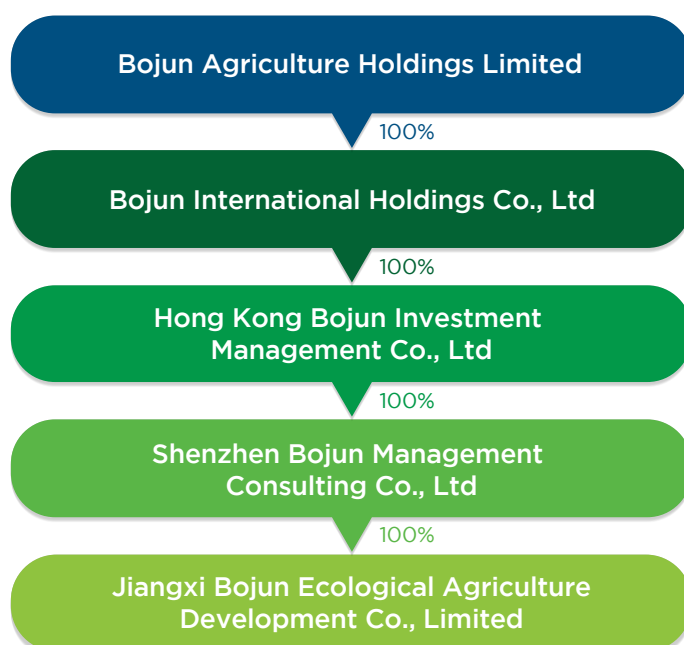 Bojun Agriculture Holdings Limited
100%
Bojun International Holdings Co., Ltd
100%
Hong Kong Bojun Investment
Management Co., Ltd
100%
Shenzhen Bojun Management
Consulting Co., Ltd
100%
Jiangxi Bojun Ecological Agriculture
Development Co., Limited